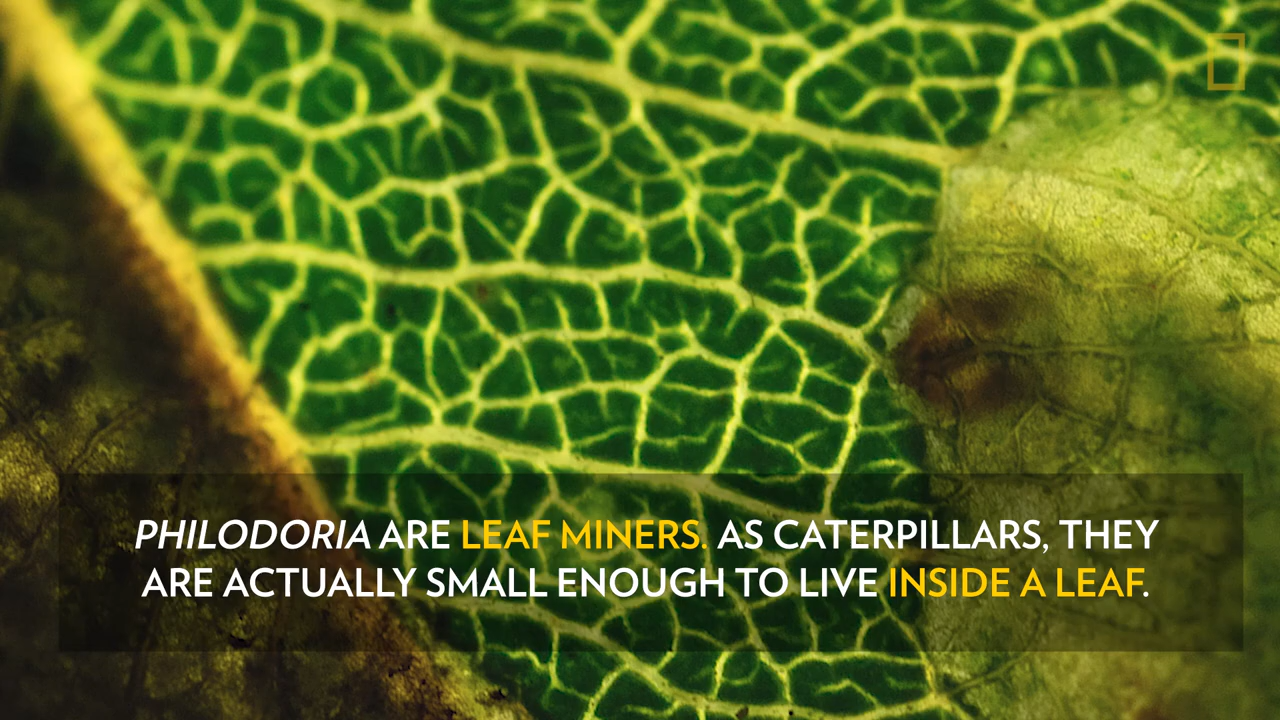 PHILODORIA ARE LEAF MINERS. AS CATERPILLARS, THEY
ARE ACTUALLY SMALL ENOUGH TO LIVE INSIDE A LEAF.